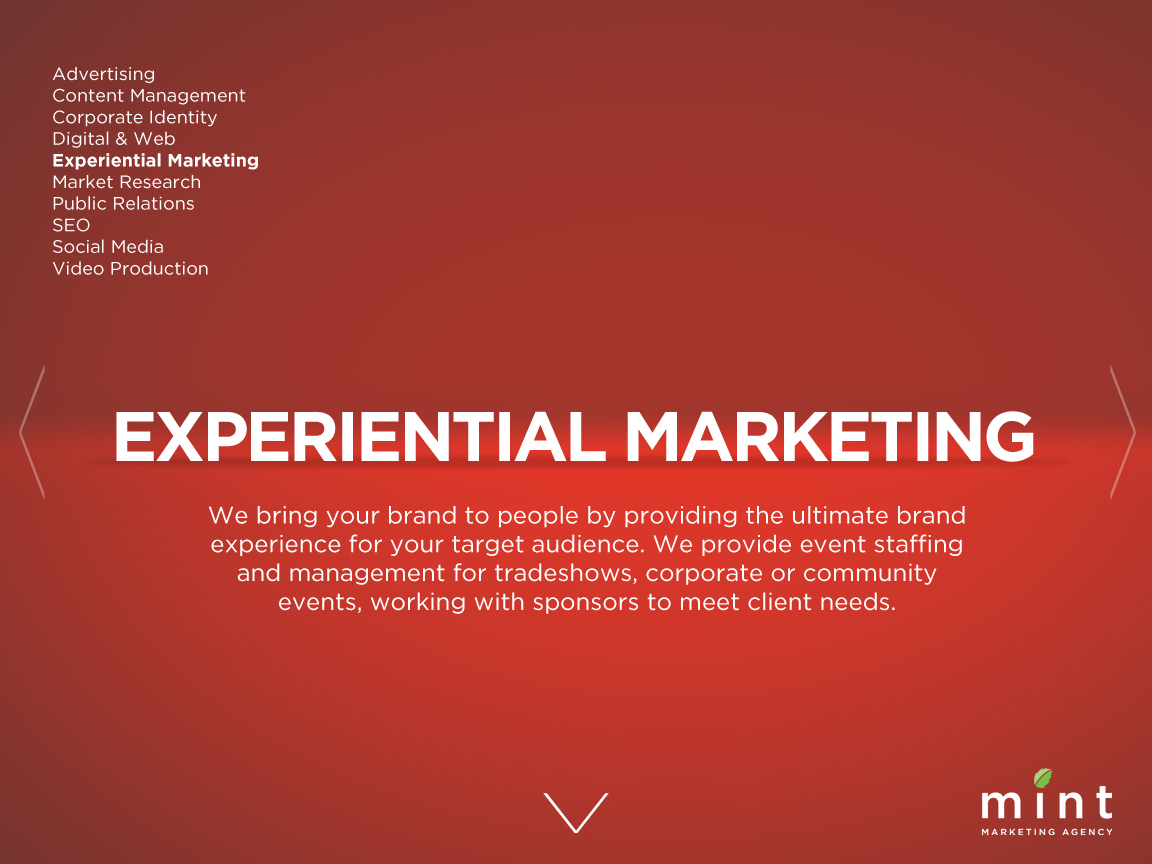 Advertising
Content Management
Corporate Identity
Digital & Web
Experiential Marketing
Market Research
Public Relations
SEO
Social Media
Video Production
EXPERIENTIAL MARKETING
We bring your brand to people by providing the ultimate brand
experience for your target audience. We provide event staffing
and management for tradeshows, corporate or community
events, working with sponsors to meet client needs.
mint
MARKETING AGENCY